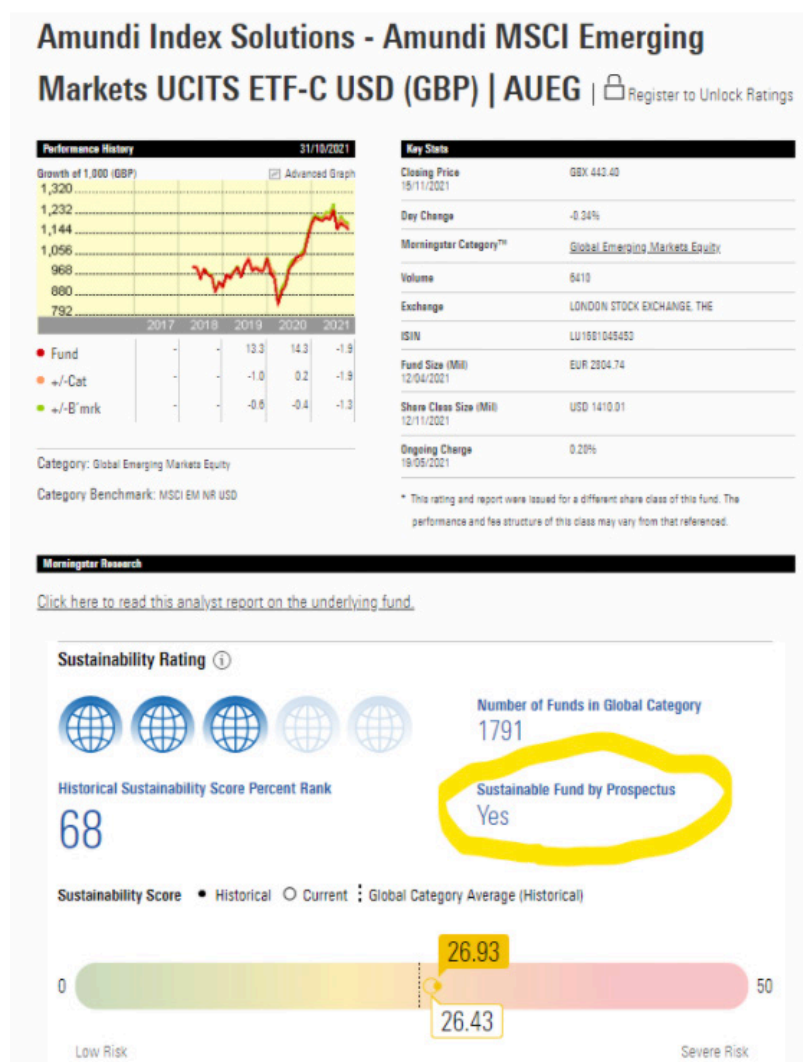 Amundi Index Solutions - Amundi MSCI Emerging
Markets UCITS ETF-C USD (GBP) | AUEG | Register to Unlock Ratings
Performance History 31/10/2021
Growth of 1,000 (GBP) Advanced Graph
1,320
1,232
1,144
1,056
968
880
792
2017 2018 2019 2020 2021
Fund - - 13.3 14.3 -1.9
+/-Cat - - -1.0 0.2 -1.9
+/-B'mrk - - -0.6 -0.4 -1.3
Category: Global Emerging Markets Equity
Category Benchmark: MSCI EM NR USD
Key Stats
Closing Price GBX 443.40
15/11/2021
Day Change -0.34%
Morningstar Category™ Global Emerging Markets Equity
Volume 6410
Exchange LONDON STOCK EXCHANGE, THE
ISIN LU1681045453
Fund Size (Mil) EUR 2804.74
12/04/2021
Share Class Size (Mil) USD 1410.01
12/11/2021
Ongoing Charge 0.20%
19/05/2021
* This rating and report were issued for a different share class of this fund. The
performance and fee structure of this class may vary from that referenced.
Morningstar Research
Click here to read this analyst report on the underlying fund.
Sustainability Rating
Number of Funds in Global Category
1791
Historical Sustainability Score Percent Rank
68
Sustainable Fund by Prospectus
Yes
Sustainability Score Historical Current Global Category Average (Historical)
26.93
0 50
26.43
Low Risk Severe Risk